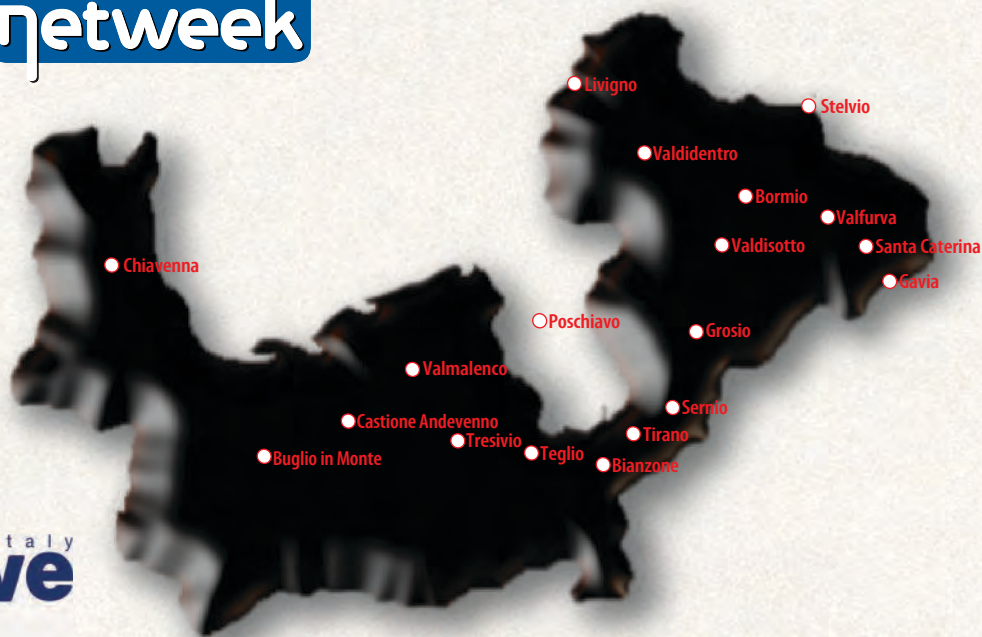 netweek
Livigno
Stelvio
Valdidentro
Bormio
Valfurva
Valdisotto
Santa Caterina
Chiavenna
Gavia
Poschiavo
Grosio
Valmalenco
Sernio
Castione Andevenno
Tirano
Tresivio
Teglio
Buglio in Monte
Bianzone
taly
ve